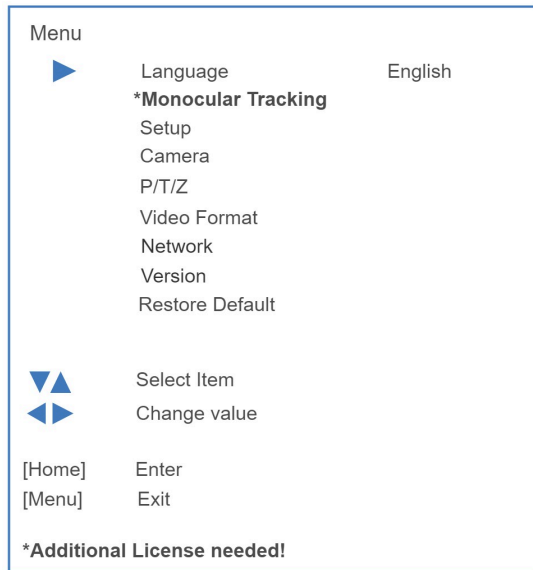 Menu
Language English
*Monocular Tracking
Setup
Camera
P/T/Z
Video Format
Network
Version
Restore Default
Select Item
Change value
[Home] Enter
[Menu] Exit
*Additional License needed!